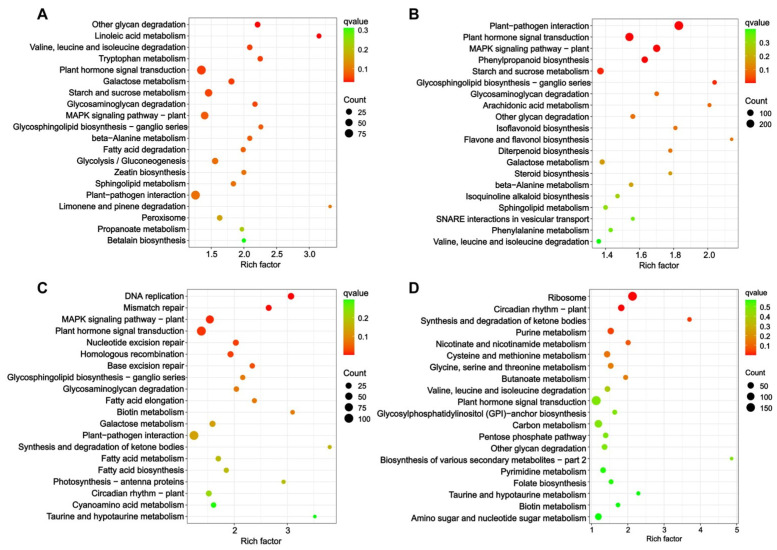 A
Other glycan degradation
Linoleic acid metabolism
Valine, leucine and isoleucine degradation
Tryptophan metabolism
Plant hormone signal transduction
Galactose metabolism
Starch and sucrose metabolism
Glycosaminoglycan degradation
MAPK signaling pathway − plant
Glycosphingolipid biosynthesis − ganglio series
beta−Alanine metabolism
Fatty acid degradation
Glycolysis / Gluconeogenesis
Zeatin biosynthesis
Sphingolipid metabolism
Plant−pathogen interaction
Limonene and pinene degradation
Peroxisome
Propanoate metabolism
Betalain biosynthesis
1.5 2.0 2.5 3.0
Rich factor
qvalue
0.3
0.2
0.1
Count
25
50
75
B
Plant−pathogen interaction
Plant hormone signal transduction
MAPK signaling pathway − plant
Phenylpropanoid biosynthesis
Starch and sucrose metabolism
Glycosphingolipid biosynthesis − ganglio series
Glycosaminoglycan degradation
Arachidonic acid metabolism
Other glycan degradation
Isoflavonoid biosynthesis
Flavone and flavonol biosynthesis
Diterpenoid biosynthesis
Galactose metabolism
Steroid biosynthesis
beta−Alanine metabolism
Isoquinoline alkaloid biosynthesis
Sphingolipid metabolism
SNARE interactions in vesicular transport
Phenylalanine metabolism
Valine, leucine and isoleucine degradation
1.4 1.6 1.8 2.0
Rich factor
qvalue
0.4
0.3
0.2
0.1
Count
100
200
C
DNA replication
Mismatch repair
MAPK signaling pathway − plant
Plant hormone signal transduction
Nucleotide excision repair
Homologous recombination
Base excision repair
Glycosphingolipid biosynthesis − ganglio series
Glycosaminoglycan degradation
Fatty acid elongation
Biotin metabolism
Galactose metabolism
Plant−pathogen interaction
Synthesis and degradation of ketone bodies
Fatty acid metabolism
Fatty acid biosynthesis
Photosynthesis − antenna proteins
Circadian rhythm − plant
Cyanoamino acid metabolism
Taurine and hypotaurine metabolism
2 3
Rich factor
qvalue
0.2
0.1
Count
25
50
75
100
D
Ribosome
Circadian rhythm − plant
Synthesis and degradation of ketone bodies
Purine metabolism
Nicotinate and nicotinamide metabolism
Cysteine and methionine metabolism
Glycine, serine and threonine metabolism
Butanoate metabolism
Valine, leucine and isoleucine degradation
Plant hormone signal transduction
Glycosylphosphatidylinositol (GPI)−anchor biosynthesis
Carbon metabolism
Pentose phosphate pathway
Other glycan degradation
Biosynthesis of various secondary metabolites − part 2
Pyrimidine metabolism
Folate biosynthesis
Taurine and hypotaurine metabolism
Biotin metabolism
Amino sugar and nucleotide sugar metabolism
1 2 3 4 5
Rich factor
qvalue
0.5
0.4
0.3
0.2
0.1
Count
50
100
150